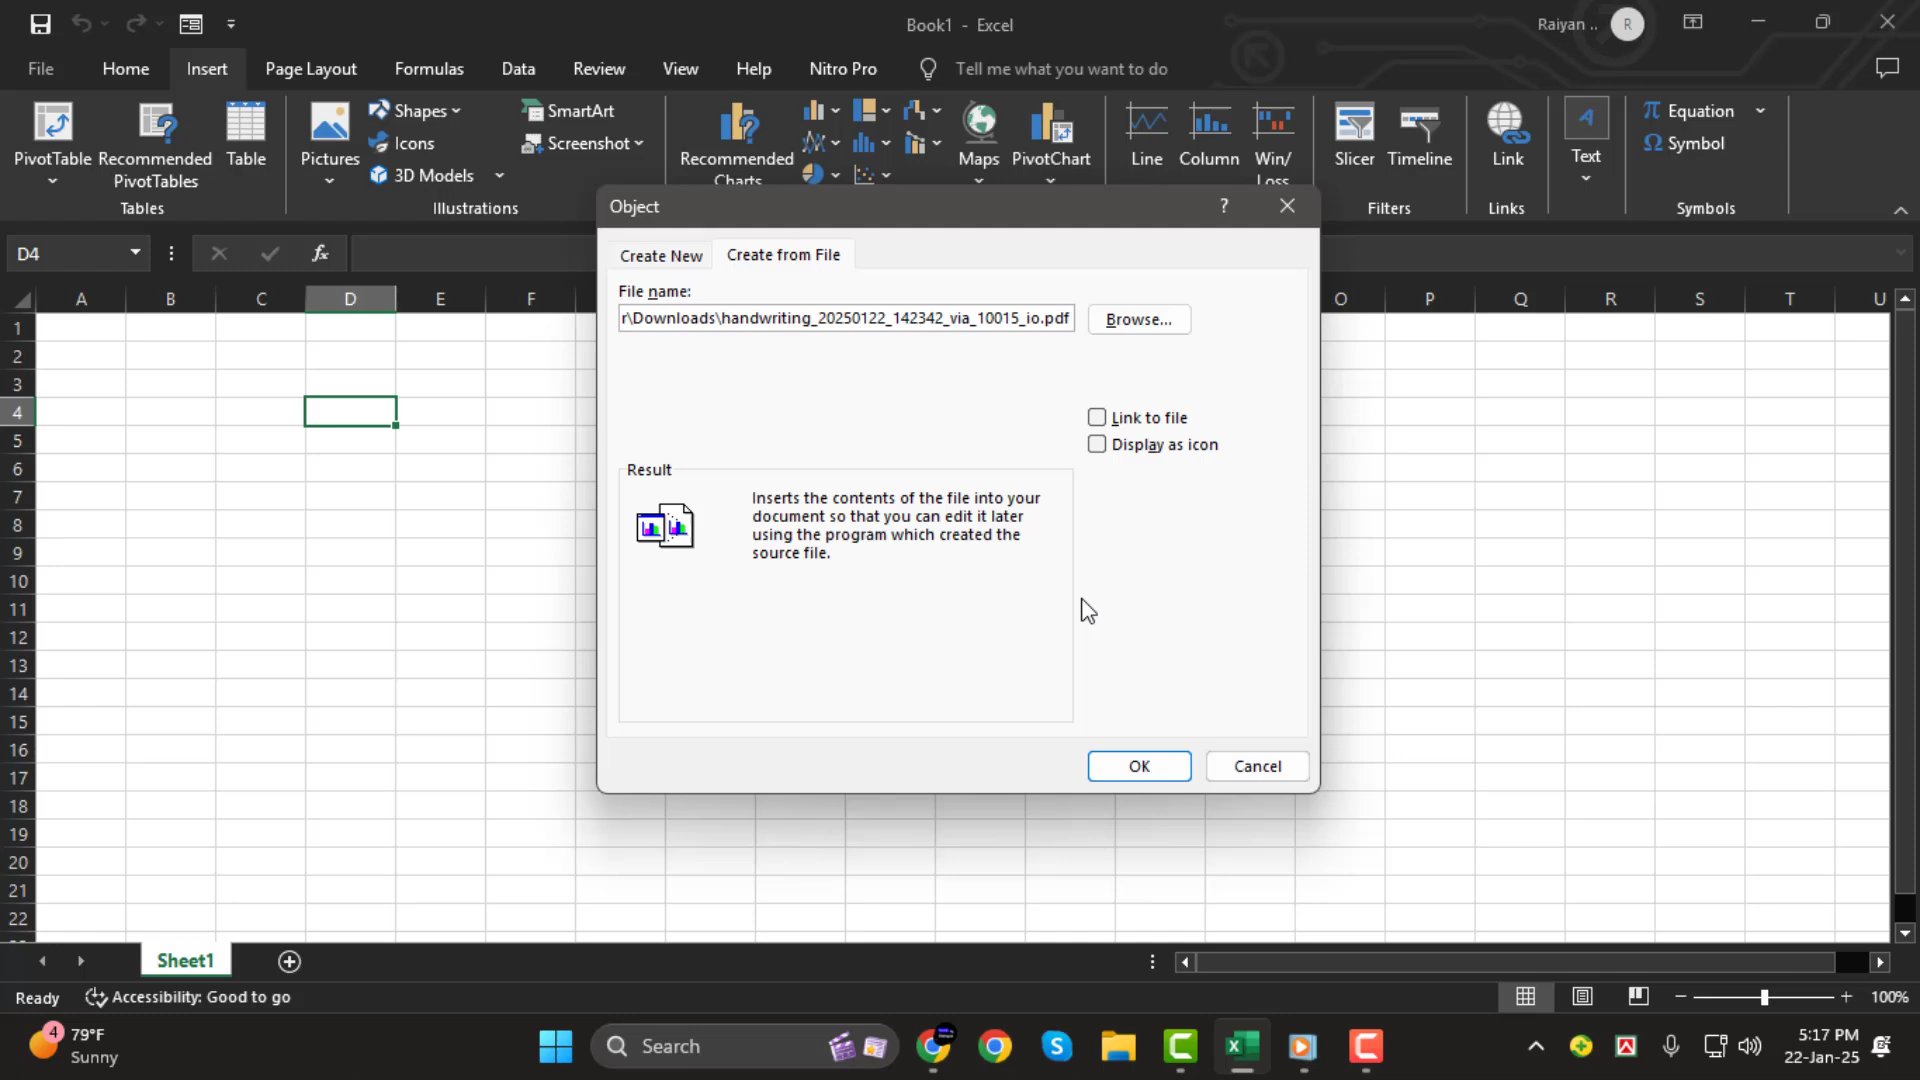 Book1 - Excel
Raiyan ..
R
File
Home
Insert
Page Layout
Formulas
Data
Review
View
Help
Nitro Pro
Tell me what you want to do
PivotTable
Recommended
PivotTables
Table
Tables
Pictures
Shapes
Icons
3D Models
SmartArt
Screenshot
Illustrations
Recommended
Charts
Maps
PivotChart
Line
Column
Win/
Loss
Slicer
Timeline
Filters
Link
Links
A
Text
π Equation
Ω Symbol
Symbols
D4
fx
Object
?
Create New
Create from File
File name:
r\Downloads\handwriting_20250122_142342_via_10015_io.pdf
Browse...
Link to file
Display as icon
Result
Inserts the contents of the file into your
document so that you can edit it later
using the program which created the
source file.
OK
Cancel
A B C D E F O P Q R S T U
1
2
3
4
5
6
7
8
9
10
11
12
13
14
15
16
17
18
19
20
21
22
Sheet1
Ready
Accessibility: Good to go
100%
4
79°F
Sunny
Search
5:17 PM
22-Jan-25